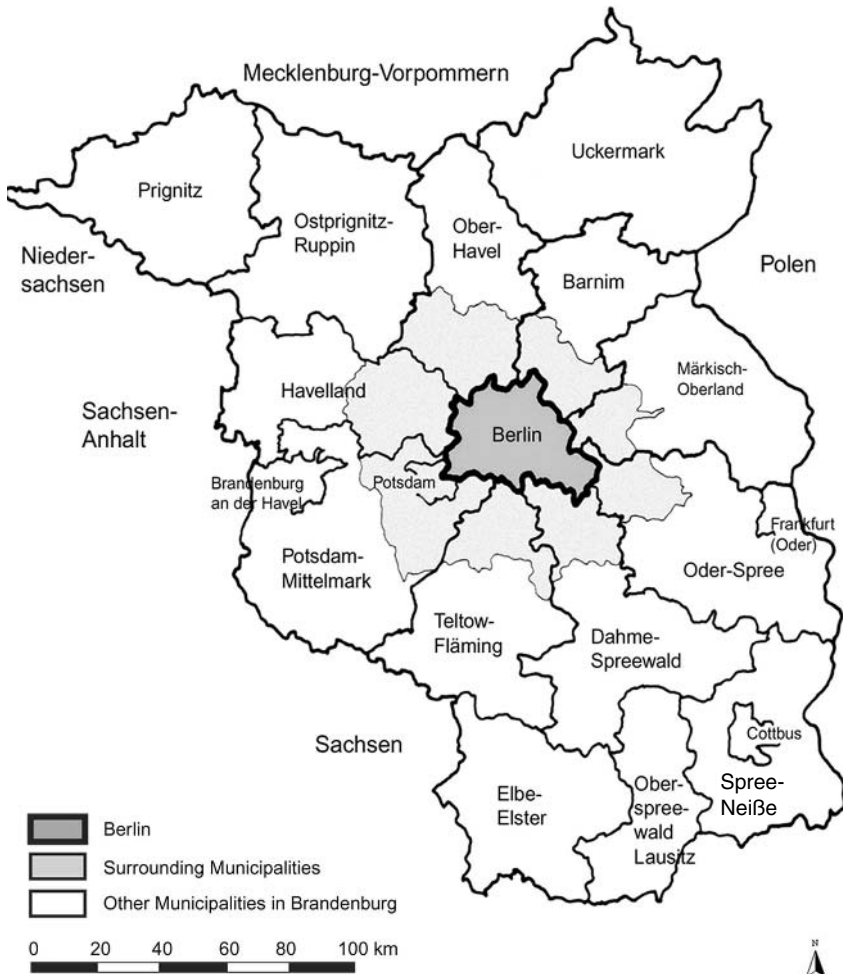 Mecklenburg-Vorpommern
Uckermark
Prignitz
Ostprignitz-
Ruppin
Ober-
Havel
Nieder-
sachsen
Barnim
Polen
Märkisch-
Oberland
Havelland
Sachsen-
Anhalt
Berlin
Brandenburg
an der Havel
Potsdam
Frankfurt
(Oder)
Potsdam-
Mittelmark
Oder-Spree
Teltow-
Fläming
Dahme-
Spreewald
Sachsen
Cottbus
Spree-
Neiße
Elbe-
Elster
Ober-
spree-
wald
Lausitz
Berlin
Surrounding Municipalities
Other Municipalities in Brandenburg
0 20 40 60 80 100 km
N